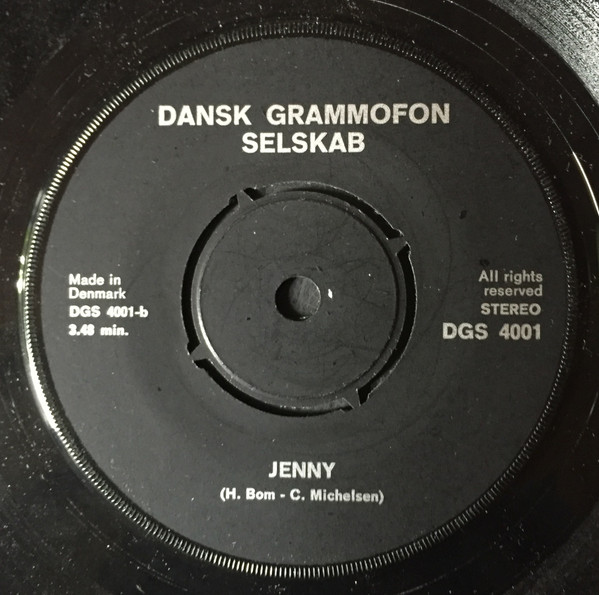 DANSK GRAMMOFON
SELSKAB
Made in
Denmark
DGS 4001-b
3.48 min.
All rights
reserved
STEREO
DGS 4001
JENNY
(H. Bom - C. Michelsen)